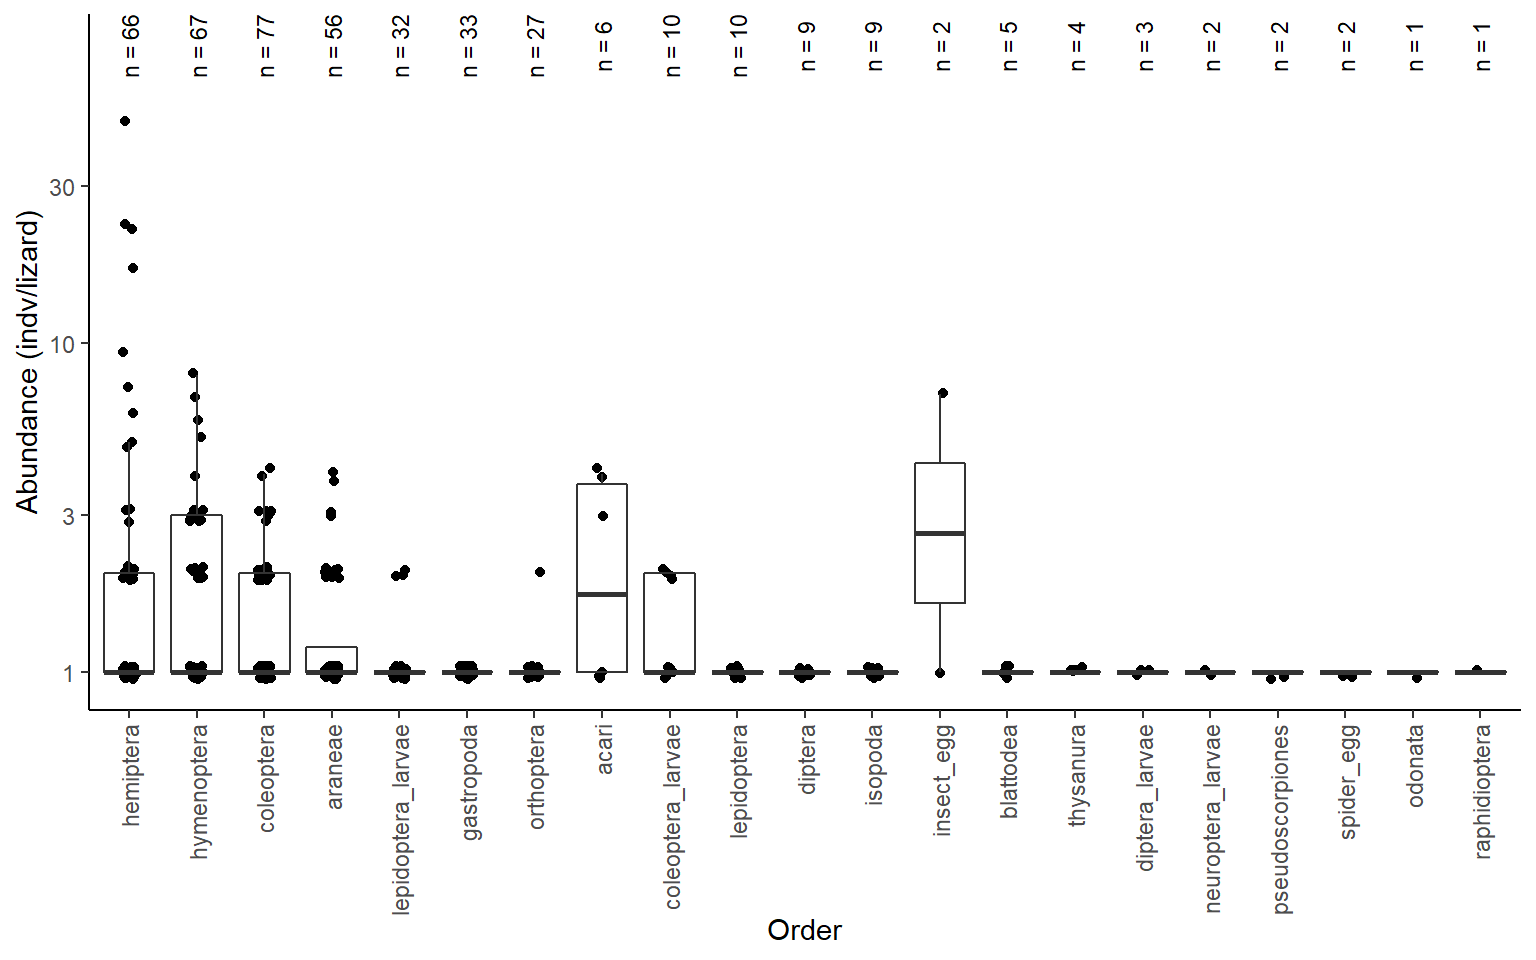 n = 66
n = 67
n = 77
n = 56
n = 32
n = 33
n = 27
n = 6
n = 10
n = 10
n = 9
n = 9
n = 2
n = 5
n = 4
n = 3
n = 2
n = 2
n = 2
n = 1
n = 1
Abundance (indv/lizard)
30
10
3
1
hemiptera
hymenoptera
coleoptera
araneae
lepidoptera_larvae
gastropoda
orthoptera
acari
coleoptera_larvae
lepidoptera
diptera
isopoda
insect_egg
blattodea
thysanura
diptera_larvae
neuroptera_larvae
pseudoscorpiones
spider_egg
odonata
raphidioptera
Order